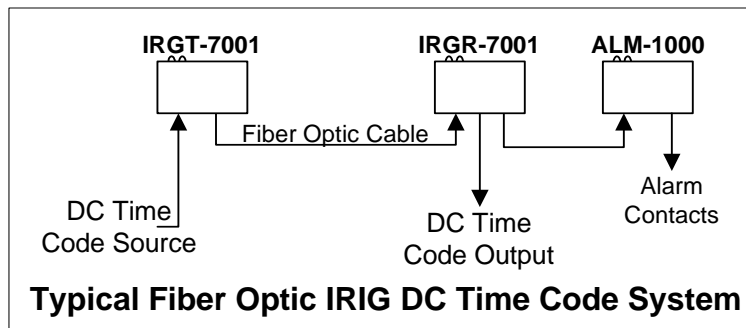 IRGT-7001
IRGR-7001
ALM-1000
Fiber Optic Cable
DC Time
Code Source
DC Time
Code Output
Alarm
Contacts
Typical Fiber Optic IRIG DC Time Code System